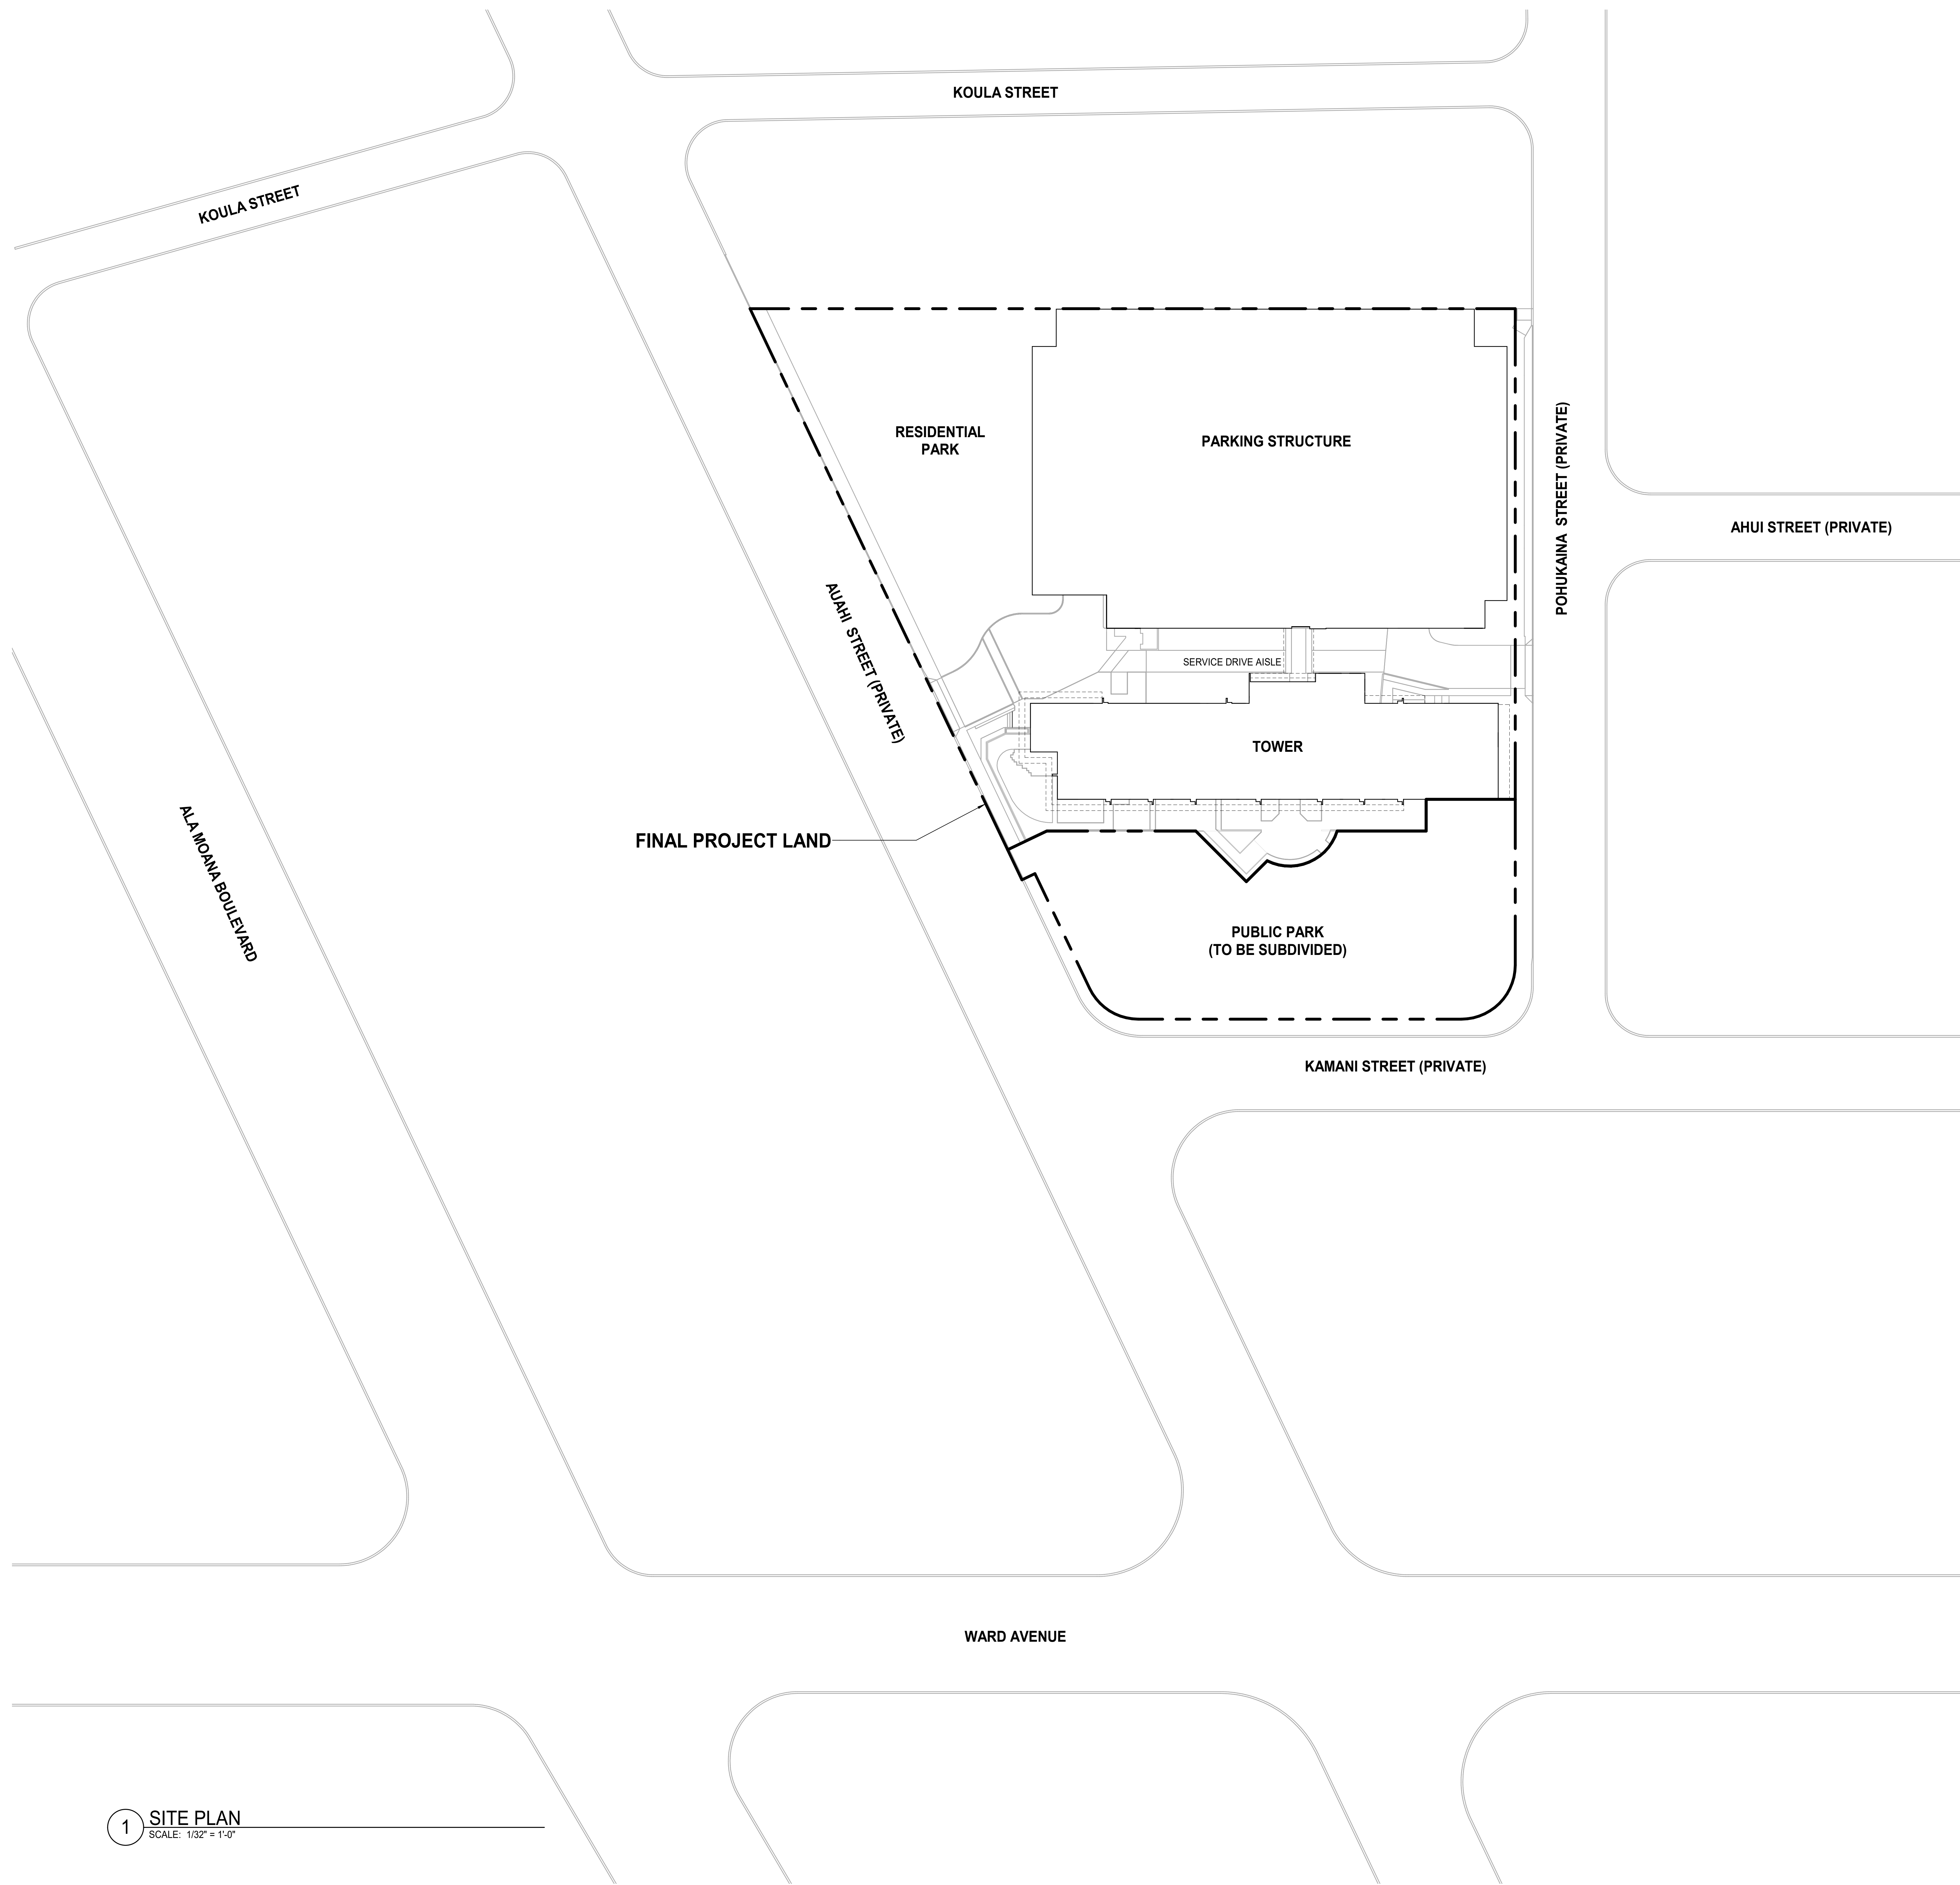 KOULA STREET
KOULA STREET
RESIDENTIAL
PARK
PARKING STRUCTURE
POHUKAINA STREET (PRIVATE)
AHUI STREET (PRIVATE)
AUAHI STREET (PRIVATE)
SERVICE DRIVE AISLE
TOWER
FINAL PROJECT LAND
ALA MOANA BOULEVARD
PUBLIC PARK
(TO BE SUBDIVIDED)
KAMANI STREET (PRIVATE)
WARD AVENUE
1
SITE PLAN
SCALE: 1/32" = 1'-0"